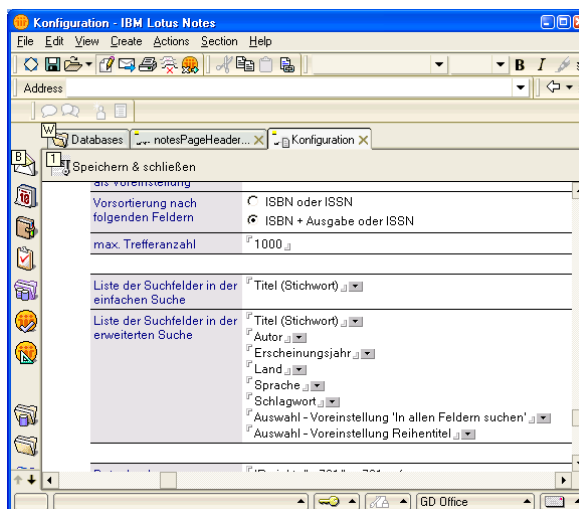 Konfiguration - IBM Lotus Notes
File Edit View Create Actions Section Help
B I
Address
W
Databases notesPageHeader... Konfiguration
B 1 Speichern & schließen
als Voreinstellung
Vorsortierung nach folgenden Feldern
ISBN oder ISSN
ISBN + Ausgabe oder ISSN
max. Trefferanzahl 1000
Liste der Suchfelder in der einfachen Suche
Titel (Stichwort)
Liste der Suchfelder in der erweiterten Suche
Titel (Stichwort)
Autor
Erscheinungsjahr
Land
Sprache
Schlagwort
Auswahl - Voreinstellung 'In allen Feldern suchen'
Auswahl - Voreinstellung Reihentitel
GD Office